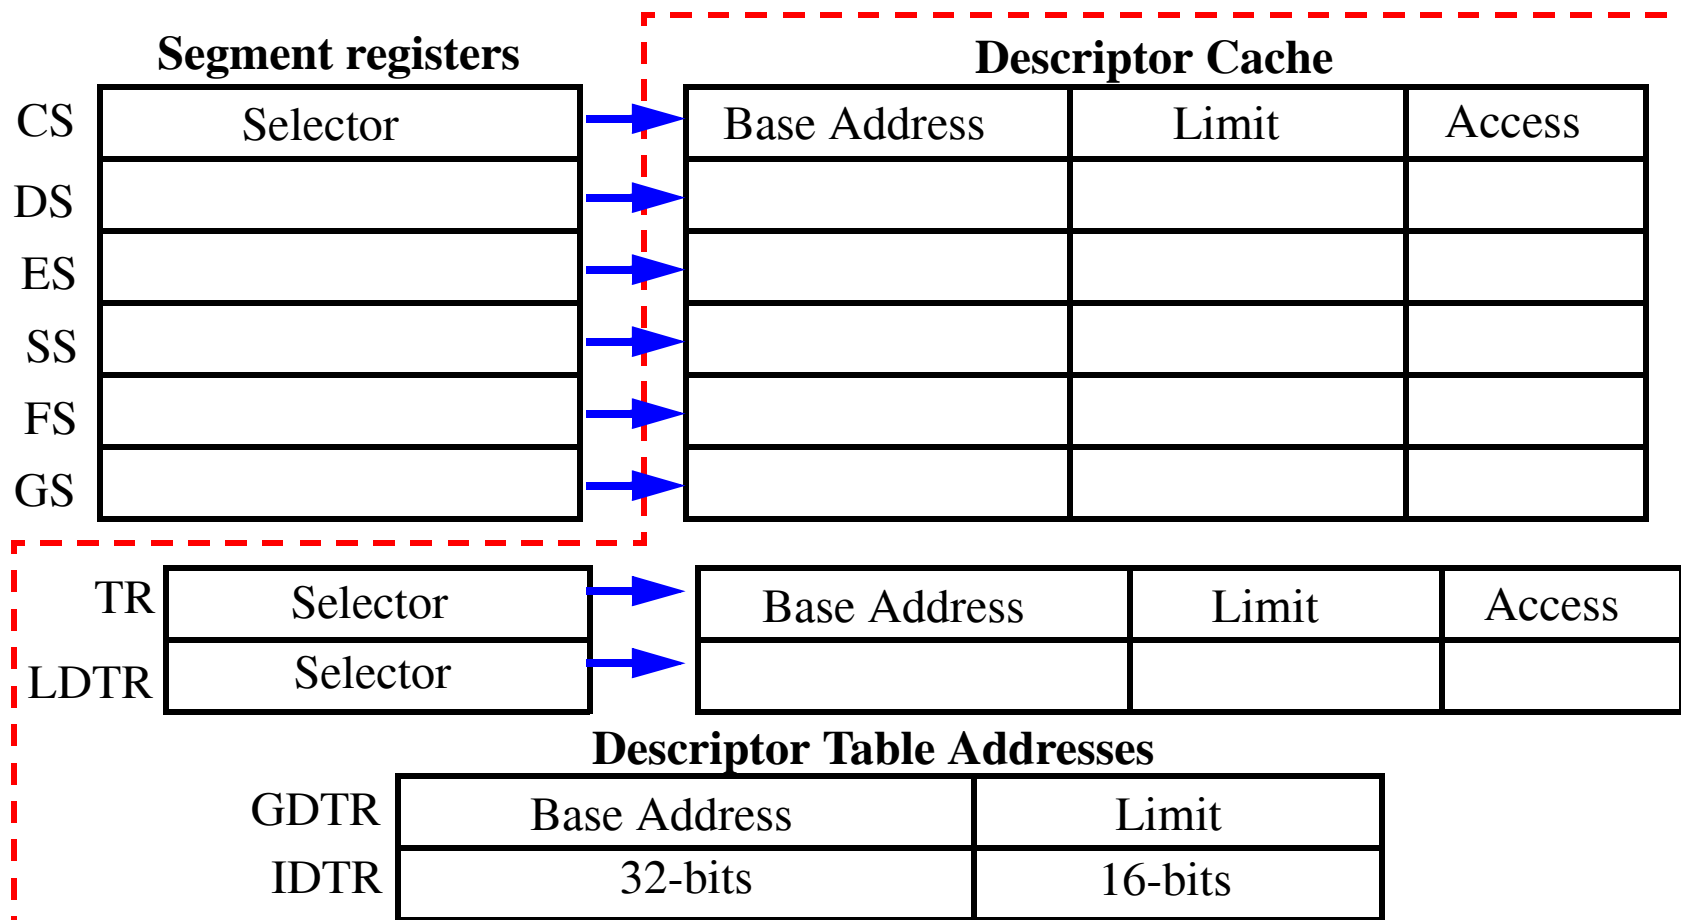 Segment registers
Descriptor Cache
CS Selector Base Address Limit Access
DS
ES
SS
FS
GS
TR Selector Base Address Limit Access
LDTR Selector
Descriptor Table Addresses
GDTR Base Address Limit
IDTR 32-bits 16-bits